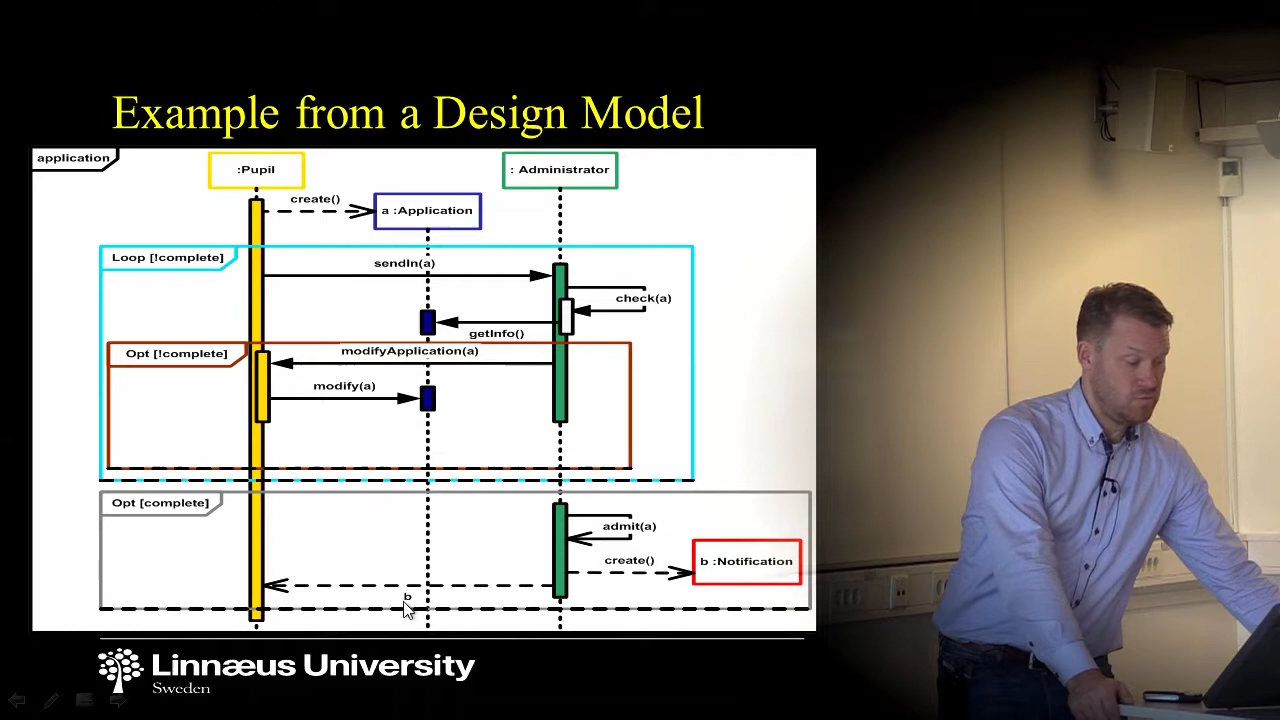 Example from a Design Model
application
:Pupil
: Administrator
create()
a :Application
Loop [!complete]
sendIn(a)
check(a)
getInfo()
Opt [!complete]
modifyApplication(a)
modify(a)
Opt [complete]
admit(a)
create()
b :Notification
b
Linnæus University
Sweden